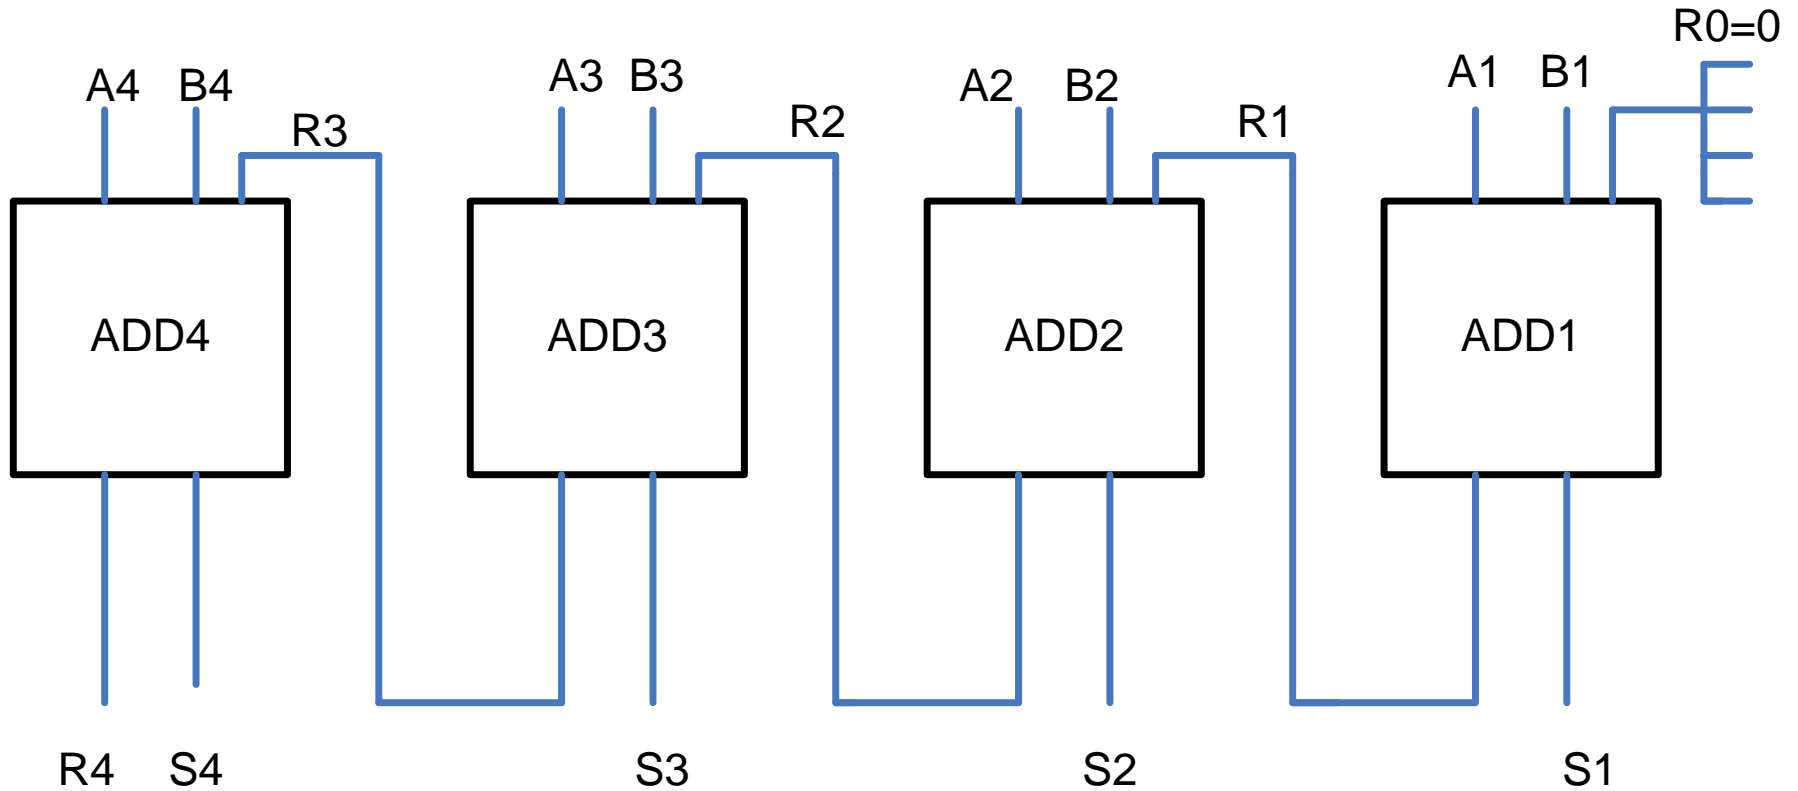 R0=0
A4 B4 A3 B3 A2 B2 A1 B1
R3 R2 R1
ADD4 ADD3 ADD2 ADD1
R4 S4 S3 S2 S1